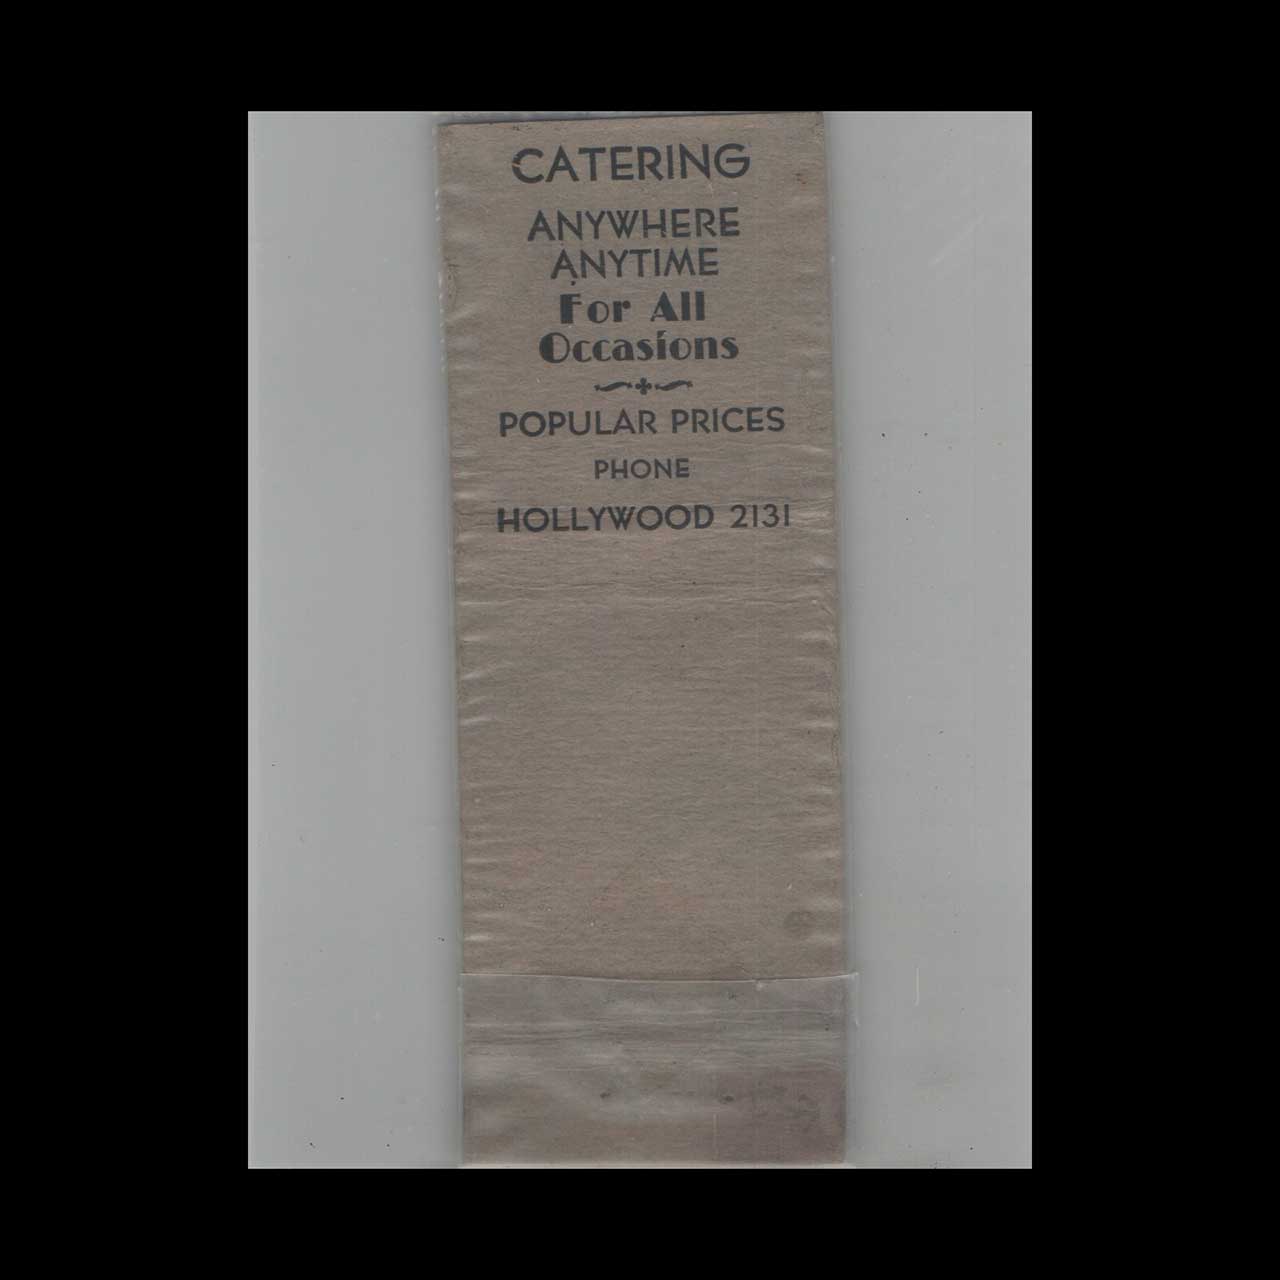 CATERING
ANYWHERE
ANYTIME
For All
Occasions
POPULAR PRICES
PHONE
HOLLYWOOD 2131